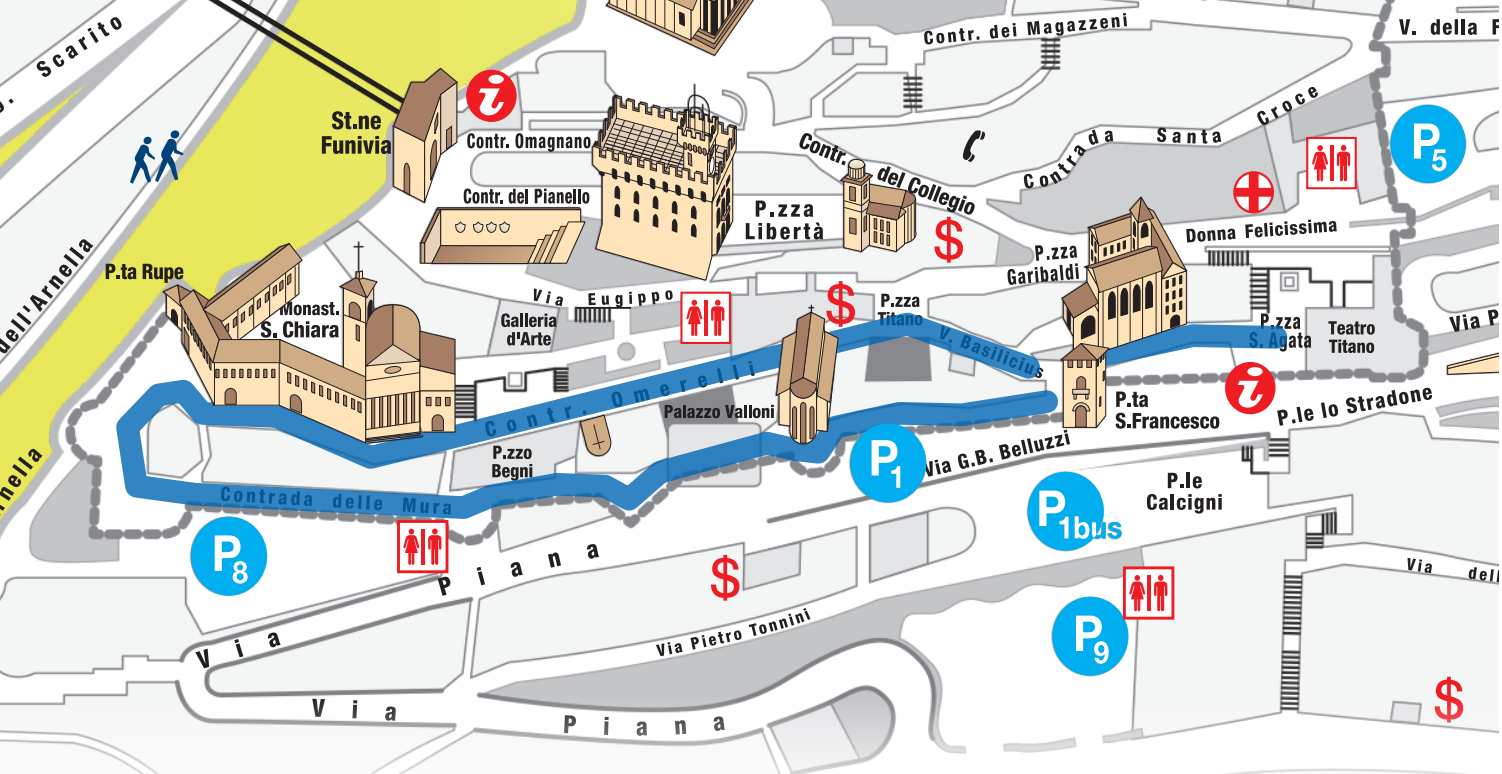 Scarito
Contr. dei Magazzeni
V. della F
St.ne
Funivia
i
Contr. Omagnano
Contr. del Pianello
Contr.
del Collegio
P.zza
Libertà
$
Contrada Santa Croce
P5
Donna Felicissima
P.zza
Garibaldi
dell'Arnella
P.ta Rupe
Monast.
S. Chiara
Via Eugippo
Galleria
d'Arte
$
P.zza
Titano
V. Basilicius
P.zza
S. Agata
Teatro
Titano
Via P
Contr. Omerelli
Palazzo Valloni
P.ta
S.Francesco
i
P.le lo Stradone
P.zzo
Begni
P1
Via G.B. Belluzzi
P.le
Calcigni
Contrada delle Mura
P8
P1bus
Via Piana
$
Via Pietro Tonnini
P9
Via dell
$
Via Piana